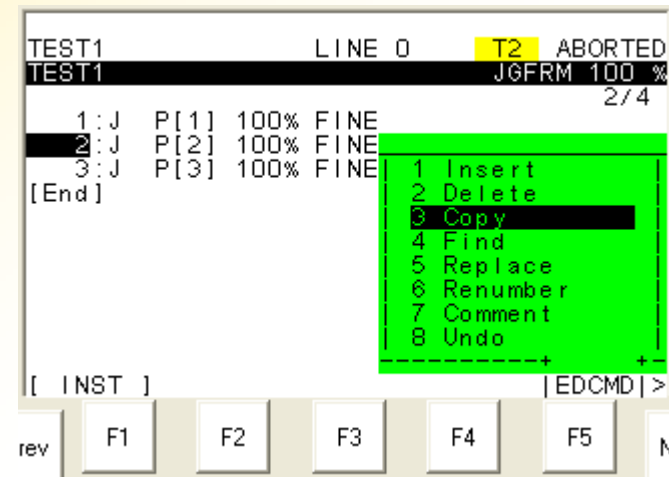 TEST1 LINE 0 T2 ABORTED
TEST1 JGFRM 100 %
2/4
1:J P[1] 100% FINE
2:J P[2] 100% FINE
3:J P[3] 100% FINE
[End]
1 Insert
2 Delete
3 Copy
4 Find
5 Replace
6 Renumber
7 Comment
8 Undo
[ INST ] |EDCMD|>
rev F1 F2 F3 F4 F5 N